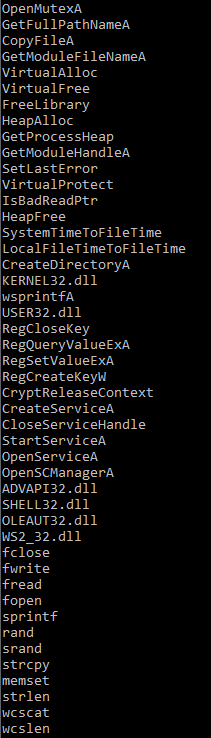 OpenMutexA
GetFullPathNameA
CopyFileA
GetModuleFileNameA
VirtualAlloc
VirtualFree
FreeLibrary
HeapAlloc
GetProcessHeap
GetModuleHandleA
SetLastError
VirtualProtect
IsBadReadPtr
HeapFree
SystemTimeToFileTime
LocalFileTimeToFileTime
CreateDirectoryA
KERNEL32.dll
wsprintfA
USER32.dll
RegCloseKey
RegQueryValueExA
RegSetValueExA
RegCreateKeyW
CryptReleaseContext
CreateServiceA
CloseServiceHandle
StartServiceA
OpenServiceA
OpenSCManagerA
ADVAPI32.dll
SHELL32.dll
OLEAUT32.dll
WS2_32.dll
fclose
fwrite
fread
fopen
sprintf
rand
srand
strcpy
memset
strlen
wcscat
wcslen